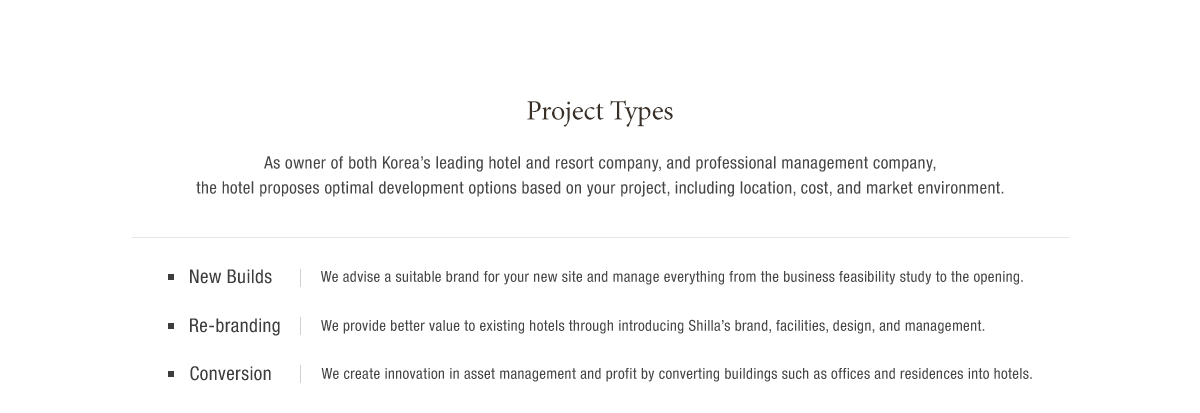 Project Types
As owner of both Korea’s leading hotel and resort company, and professional management company,
the hotel proposes optimal development options based on your project, including location, cost, and market environment.
New Builds We advise a suitable brand for your new site and manage everything from the business feasibility study to the opening.
Re-branding We provide better value to existing hotels through introducing Shilla’s brand, facilities, design, and management.
Conversion We create innovation in asset management and profit by converting buildings such as offices and residences into hotels.